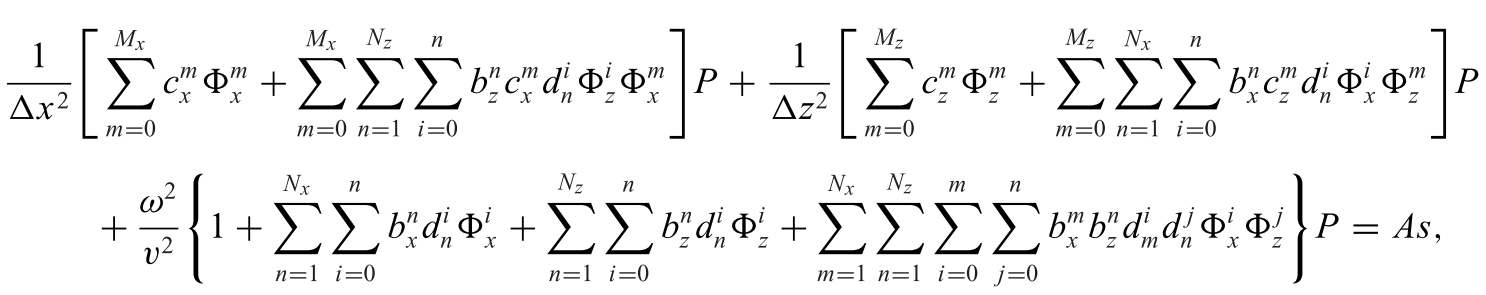 \frac{1}{\Delta x^2}\left[\sum_{m=0}^{M_x} c_x^m \Phi_x^m + \sum_{m=0}^{M_x}\sum_{n=1}^{N_z}\sum_{i=0}^{n} b_z^n c_x^m d_n^i \Phi_z^i \Phi_x^m\right]P + \frac{1}{\Delta z^2}\left[\sum_{m=0}^{M_z} c_z^m \Phi_z^m + \sum_{m=0}^{M_z}\sum_{n=1}^{N_x}\sum_{i=0}^{n} b_x^n c_z^m d_n^i \Phi_x^i \Phi_z^m\right]P
+ \frac{\omega^2}{v^2}\left\{1 + \sum_{n=1}^{N_x}\sum_{i=0}^{n} b_x^n d_n^i \Phi_x^i + \sum_{n=1}^{N_z}\sum_{i=0}^{n} b_z^n d_n^i \Phi_z^i + \sum_{m=1}^{N_x}\sum_{n=1}^{N_z}\sum_{i=0}^{m}\sum_{j=0}^{n} b_x^m b_z^n d_m^i d_n^j \Phi_x^i \Phi_z^j\right\}P = As,